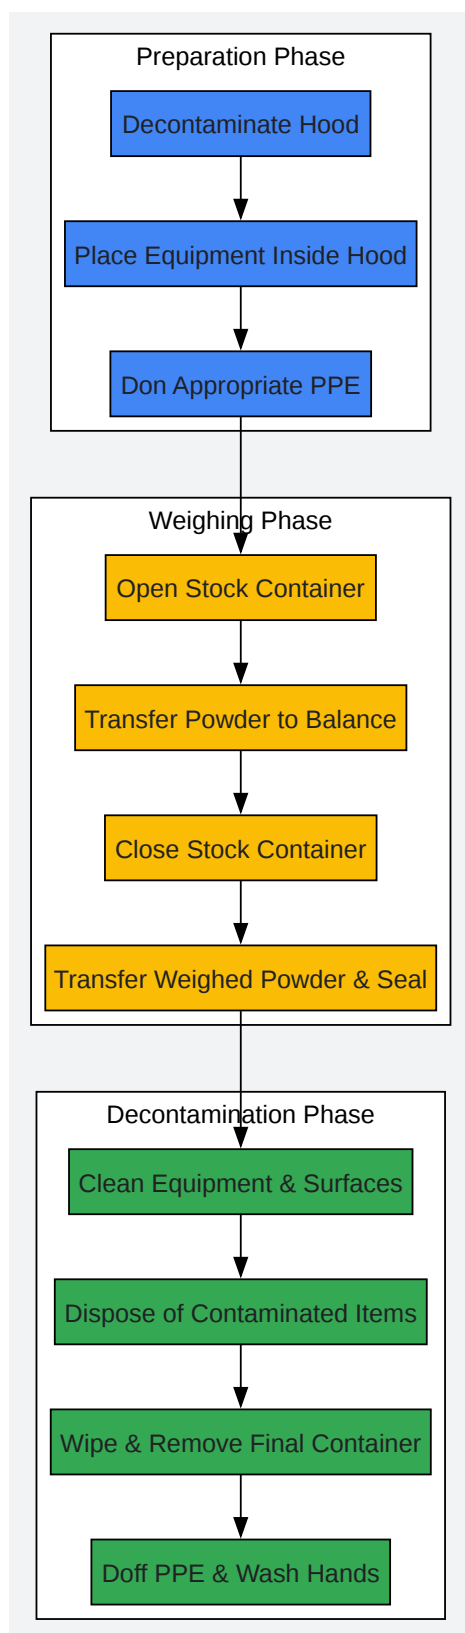 Preparation Phase
Decontaminate Hood
Place Equipment Inside Hood
Don Appropriate PPE
Weighing Phase
Open Stock Container
Transfer Powder to Balance
Close Stock Container
Transfer Weighed Powder & Seal
Decontamination Phase
Clean Equipment & Surfaces
Dispose of Contaminated Items
Wipe & Remove Final Container
Doff PPE & Wash Hands